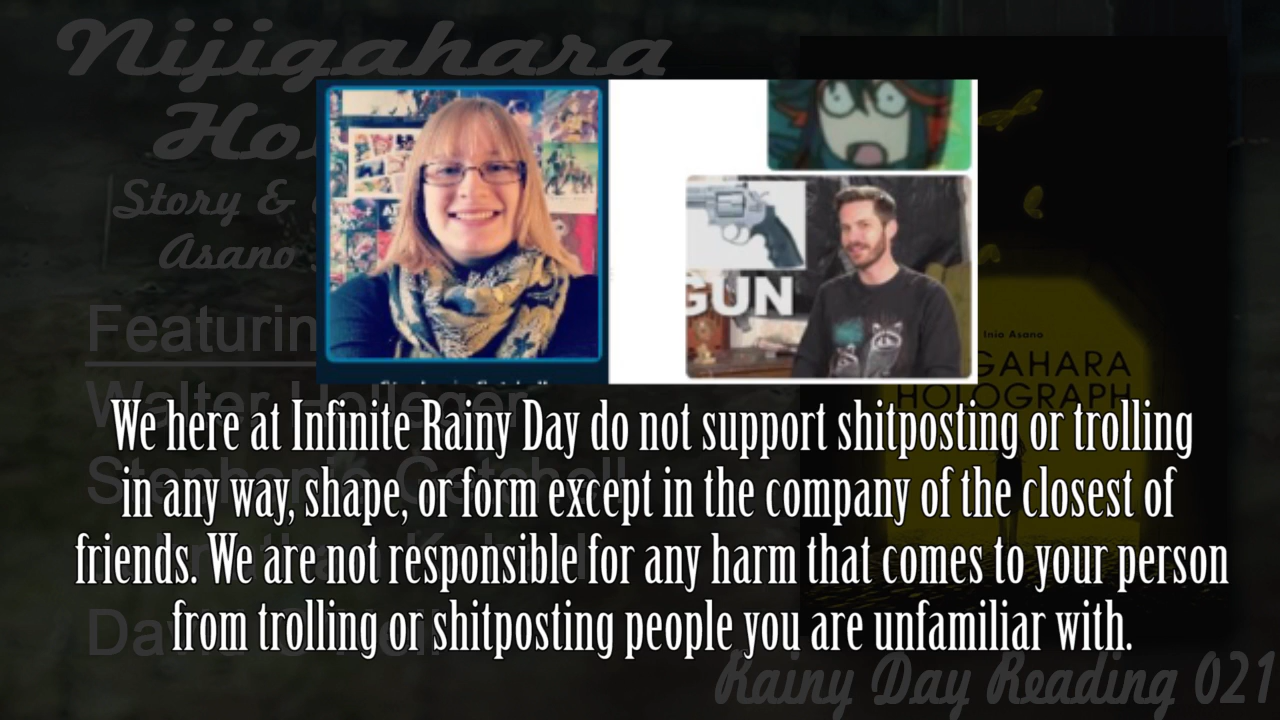 Nijigahara
Story &
Asano
Featurin
Walter Holleger
GUN
Inio Asano
GAHARA
HOLOGRAPH
We here at Infinite Rainy Day do not support shitposting or trolling
in any way, shape, or form except in the company of the closest of
friends. We are not responsible for any harm that comes to your person
from trolling or shitposting people you are unfamiliar with.
Rainy Day Reading 021